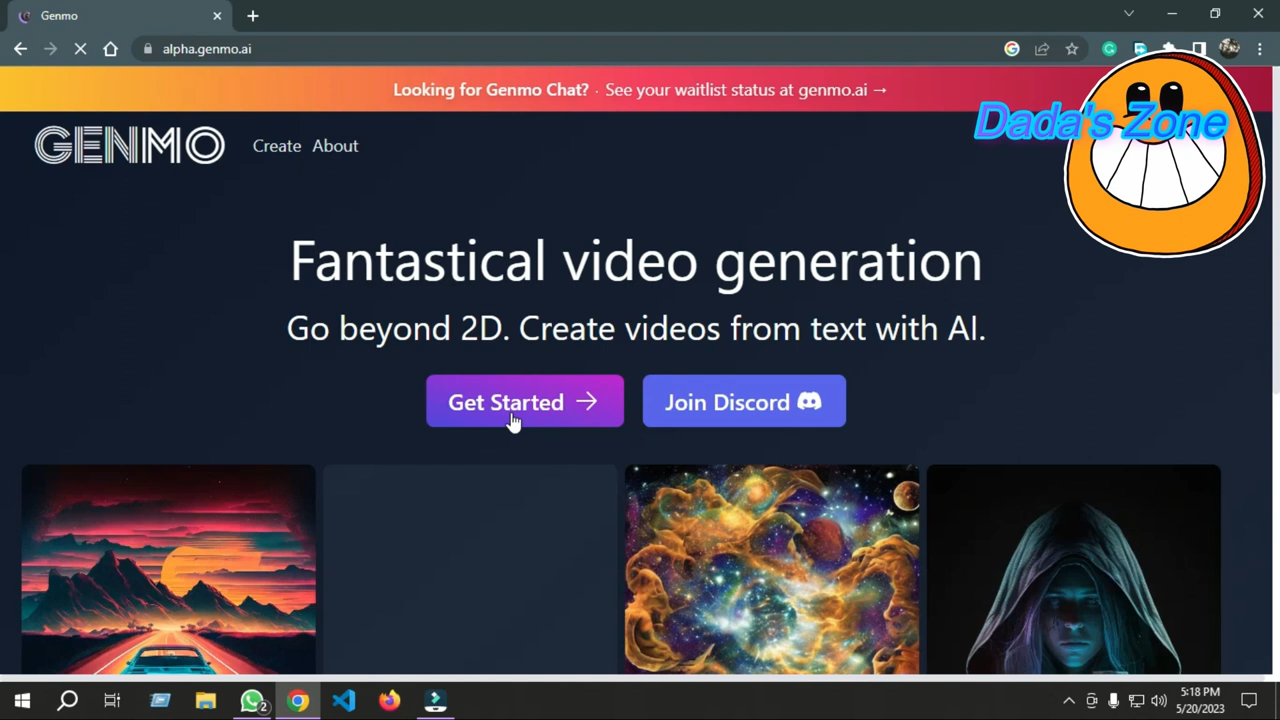 Genmo
alpha.genmo.ai
Looking for Genmo Chat? · See your waitlist status at genmo.ai →
Dada's Zone
GENMO
Create About
Fantastical video generation
Go beyond 2D. Create videos from text with AI.
Get Started →
Join Discord
2
5:18 PM
5/20/2023